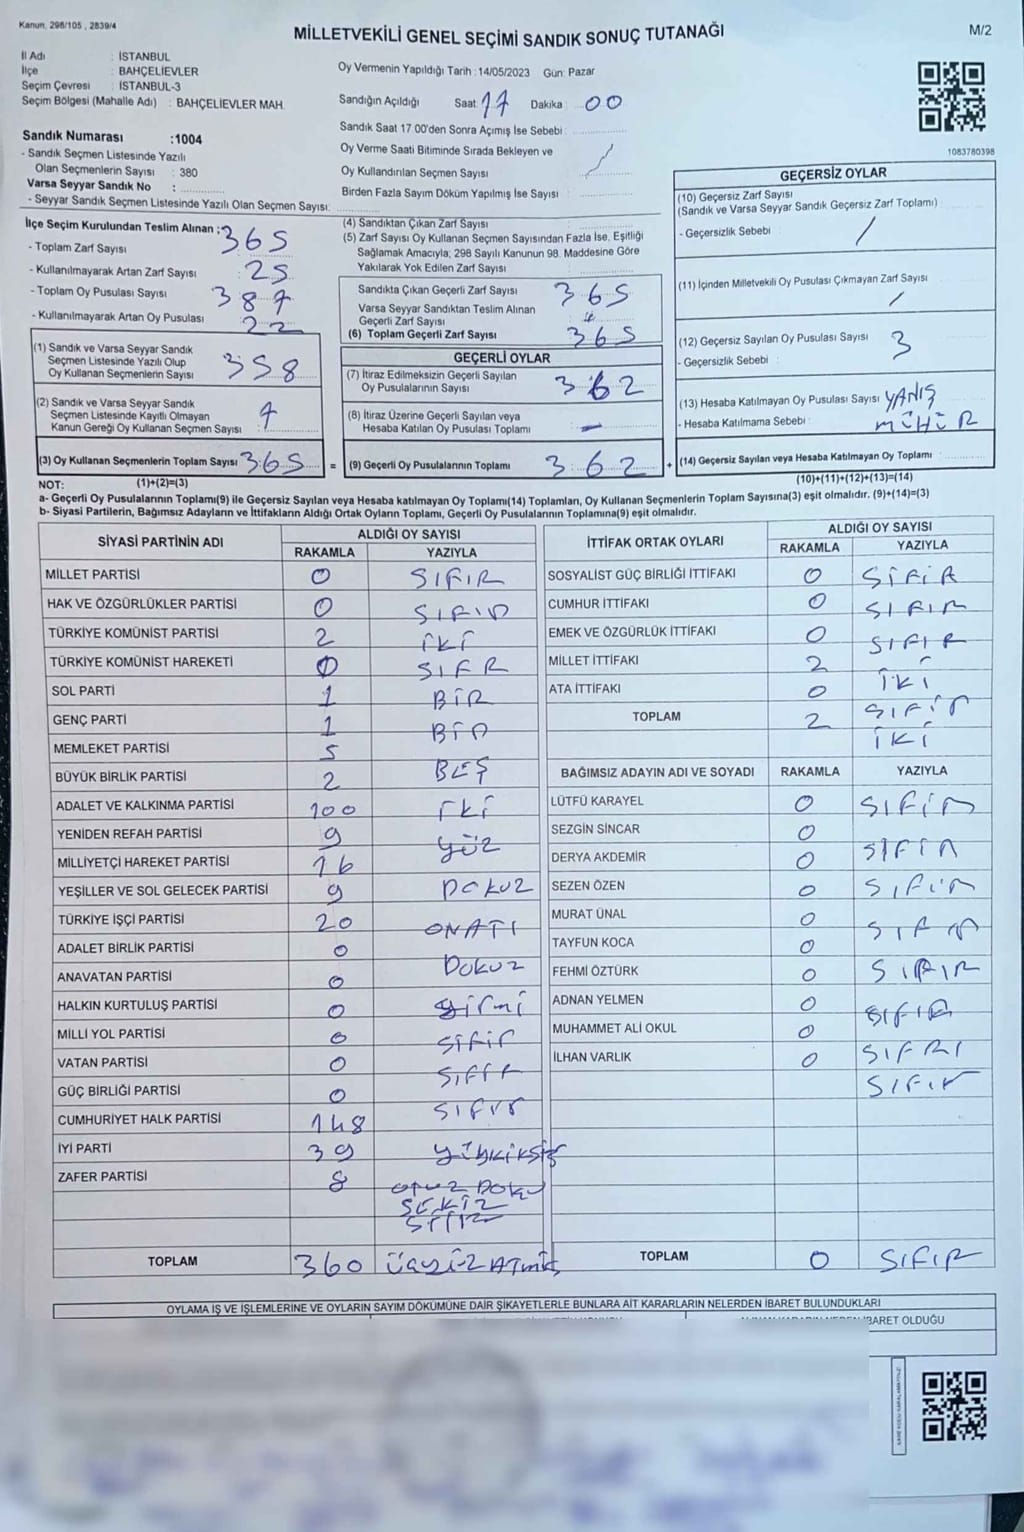 Kanun. 298/105 , 2839/4
MİLLETVEKİLİ GENEL SEÇİMİ SANDIK SONUÇ TUTANAĞI
M/2
İl Adı : İSTANBUL
İlçe : BAHÇELİEVLER
Seçim Çevresi : İSTANBUL-3
Seçim Bölgesi (Mahalle Adı) : BAHÇELİEVLER MAH.
Oy Vermenin Yapıldığı Tarih : 14/05/2023 Gün: Pazar
Sandığın Açıldığı Saat: 17 Dakika : 00
Sandık Saat 17.00'den Sonra Açımış İse Sebebi :
Oy Verme Saati Bitiminde Sırada Bekleyen ve
Oy Kullandırılan Seçmen Sayısı : /
Birden Fazla Sayım Döküm Yapılmış İse Sayısı :
1083780398
Sandık Numarası :1004
- Sandık Seçmen Listesinde Yazılı
Olan Seçmenlerin Sayısı : 380
Varsa Seyyar Sandık No :
- Seyyar Sandık Seçmen Listesinde Yazılı Olan Seçmen Sayısı:
İlçe Seçim Kurulundan Teslim Alınan :
- Toplam Zarf Sayısı 365
- Kullanılmayarak Artan Zarf Sayısı : 25
- Toplam Oy Pusulası Sayısı : 387
- Kullanılmayarak Artan Oy Pusulası : 22
(1) Sandık ve Varsa Seyyar Sandık
Seçmen Listesinde Yazılı Olup
Oy Kullanan Seçmenlerin Sayısı : 358
(2) Sandık ve Varsa Seyyar Sandık
Seçmen Listesinde Kayıtlı Olmayan
Kanun Gereği Oy Kullanan Seçmen Sayısı : 7
(3) Oy Kullanan Seçmenlerin Toplam Sayısı : 365 =
(4) Sandıktan Çıkan Zarf Sayısı :
(5) Zarf Sayısı Oy Kullanan Seçmen Sayısından Fazla İse, Eşitliği
Sağlamak Amacıyla; 298 Sayılı Kanunun 98. Maddesine Göre
Yakılarak Yok Edilen Zarf Sayısı :
Sandıkta Çıkan Geçerli Zarf Sayısı : 365
Varsa Seyyar Sandıktan Teslim Alınan
Geçerli Zarf Sayısı :
(6) Toplam Geçerli Zarf Sayısı : 365
GEÇERLİ OYLAR
(7) İtiraz Edilmeksizin Geçerli Sayılan
Oy Pusulalarının Sayısı : 362
(8) İtiraz Üzerine Geçerli Sayılan veya
Hesaba Katılan Oy Pusulası Toplamı : -
(9) Geçerli Oy Pusulalarının Toplamı : 362 +
GEÇERSİZ OYLAR
(10) Geçersiz Zarf Sayısı :
(Sandık ve Varsa Seyyar Sandık Geçersiz Zarf Toplamı)
- Geçersizlik Sebebi : /
(11) İçinden Milletvekili Oy Pusulası Çıkmayan Zarf Sayısı : /
(12) Geçersiz Sayılan Oy Pusulası Sayısı : 3
- Geçersizlik Sebebi :
(13) Hesaba Katılmayan Oy Pusulası Sayısı : YANIŞ
- Hesaba Katılmama Sebebi : MÜHÜR
(14) Geçersiz Sayılan veya Hesaba Katılmayan Oy Toplamı :
NOT: (1)+(2)=(3)
(10)+(11)+(12)+(13)=(14)
a- Geçerli Oy Pusulalarının Toplamı(9) ile Geçersiz Sayılan veya Hesaba katılmayan Oy Toplamı(14) Toplamları, Oy Kullanan Seçmenlerin Toplam Sayısına(3) eşit olmalıdır. (9)+(14)=(3)
b- Siyasi Partilerin, Bağımsız Adayların ve İttifakların Aldığı Ortak Oyların Toplamı, Geçerli Oy Pusulalarının Toplamına(9) eşit olmalıdır.
SİYASİ PARTİNİN ADI ALDIĞI OY SAYISI
RAKAMLA YAZIYLA
MİLLET PARTİSİ 0 SIFIR
HAK VE ÖZGÜRLÜKLER PARTİSİ 0 SIFIR
TÜRKİYE KOMÜNİST PARTİSİ 2 İKİ
TÜRKİYE KOMÜNİST HAREKETİ 0 SIFR
SOL PARTİ 1 BİR
GENÇ PARTİ 1 BİR
MEMLEKET PARTİSİ 5 BEŞ
BÜYÜK BİRLİK PARTİSİ 2 İKİ
ADALET VE KALKINMA PARTİSİ 100 YÜZ
YENİDEN REFAH PARTİSİ 9 DOKUZ
MİLLİYETÇİ HAREKET PARTİSİ 16 ONATI
YEŞİLLER VE SOL GELECEK PARTİSİ 9 DOKUZ
TÜRKİYE İŞÇİ PARTİSİ 20 YİRMİ
ADALET BİRLİK PARTİSİ 0 SIFIR
ANAVATAN PARTİSİ 0
HALKIN KURTULUŞ PARTİSİ 0 SIFIR
MİLLİ YOL PARTİSİ 0
VATAN PARTİSİ 0
GÜÇ BİRLİĞİ PARTİSİ 0
CUMHURİYET HALK PARTİSİ 148
İYİ PARTİ 39 OTUZ DOKUZ
ZAFER PARTİSİ 8 SEKİZ
TOPLAM 360 ÜÇYÜZ ATMIŞ
İTTİFAK ORTAK OYLARI ALDIĞI OY SAYISI
RAKAMLA YAZIYLA
SOSYALİST GÜÇ BİRLİĞİ İTTİFAKI 0 SIFIR
CUMHUR İTTİFAKI 0 SIFIR
EMEK VE ÖZGÜRLÜK İTTİFAKI 0 SIFIR
MİLLET İTTİFAKI 2 İKİ
ATA İTTİFAKI 0 SIFIR
TOPLAM 2 İKİ
BAĞIMSIZ ADAYIN ADI VE SOYADI RAKAMLA YAZIYLA
LÜTFÜ KARAYEL 0 SIFIR
SEZGİN SİNCAR 0 SIFIR
DERYA AKDEMİR 0 SIFIR
SEZEN ÖZEN 0 SIFIR
MURAT ÜNAL 0 SIFIR
TAYFUN KOCA 0 SIFIR
FEHMİ ÖZTÜRK 0 SIFRI
ADNAN YELMEN 0 SIFIR
MUHAMMET ALİ OKUL 0
İLHAN VARLIK 0
TOPLAM 0 SIFIR
OYLAMA İŞ VE İŞLEMLERİNE VE OYLARIN SAYIM DÖKÜMÜNE DAİR ŞİKAYETLERLE BUNLARA AİT KARARLARIN NELERDEN İBARET BULUNDUKLARI
İBARET OLDUĞU